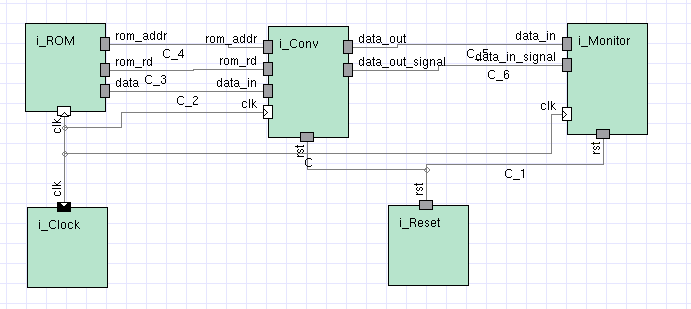 i_ROM
rom_addr
rom_rd
data
clk
C_4
C_3
C_2
i_Conv
rom_addr
rom_rd
data_in
clk
rst
data_out
data_out_signal
C_5
C_6
i_Monitor
data_in
data_in_signal
clk
rst
C
C_1
clk
i_Clock
rst
i_Reset